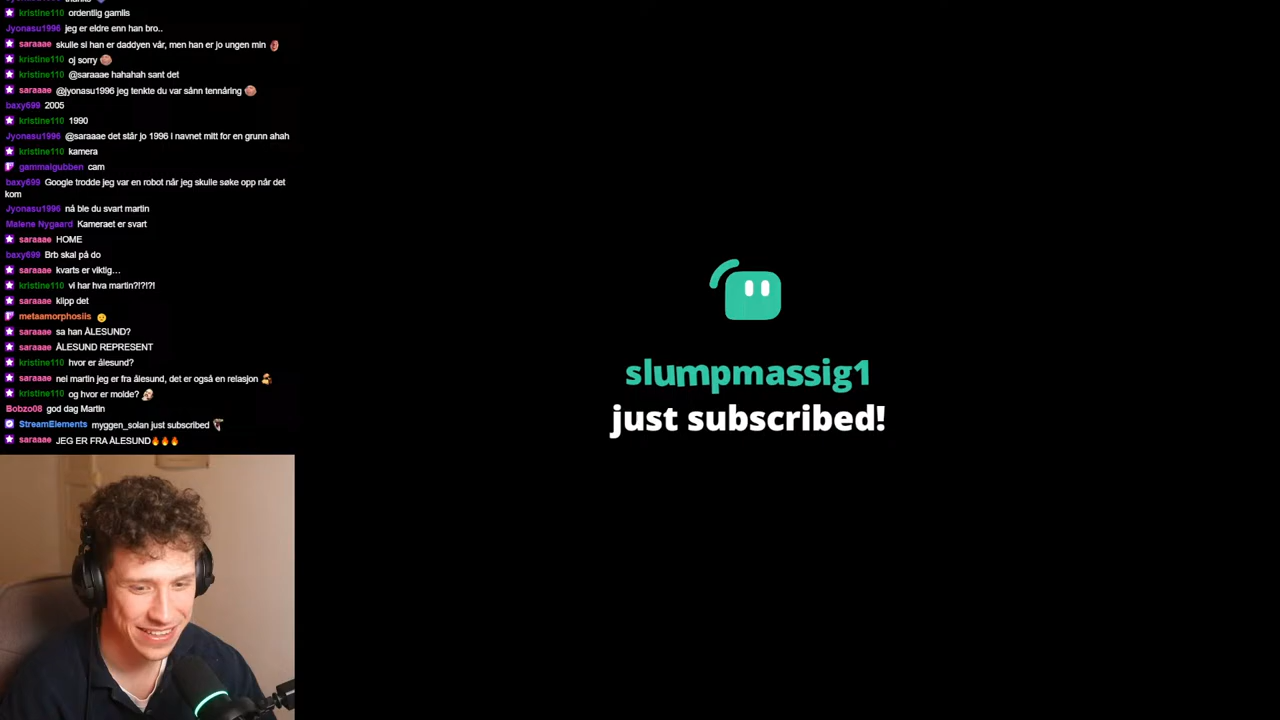 kristine110 ordentlig gamlis
Jyonasu1996 jeg er eldre enn han bro..
saraaae skulle si han er daddyen vår, men han er jo ungen min
kristine110 oj sorry
kristine110 @saraaae hahahah sant det
saraaae @jyonasu1996 jeg tenkte du var sånn tennåring
baxy699 2005
kristine110 1990
Jyonasu1996 @saraaae det står jo 1996 i navnet mitt for en grunn ahah
kristine110 kamera
gammalgubben cam
baxy699 Google trodde jeg var en robot når jeg skulle søke opp når det
kom
Jyonasu1996 nå ble du svart martin
Malene Nygaard Kameraet er svart
saraaae HOME
baxy699 Brb skal på do
saraaae kvarts er viktig…
kristine110 vi har hva martin?!?!?!
saraaae klipp det
metaamorphosiis
saraaae sa han ÅLESUND?
saraaae ÅLESUND REPRESENT
kristine110 hvor er ålesund?
saraaae nei martin jeg er fra ålesund, det er også en relasjon
kristine110 og hvor er molde?
Bobzo08 god dag Martin
StreamElements myggen_solan just subscribed
saraaae JEG ER FRA ÅLESUND🔥🔥🔥
slumpmassig1
just subscribed!